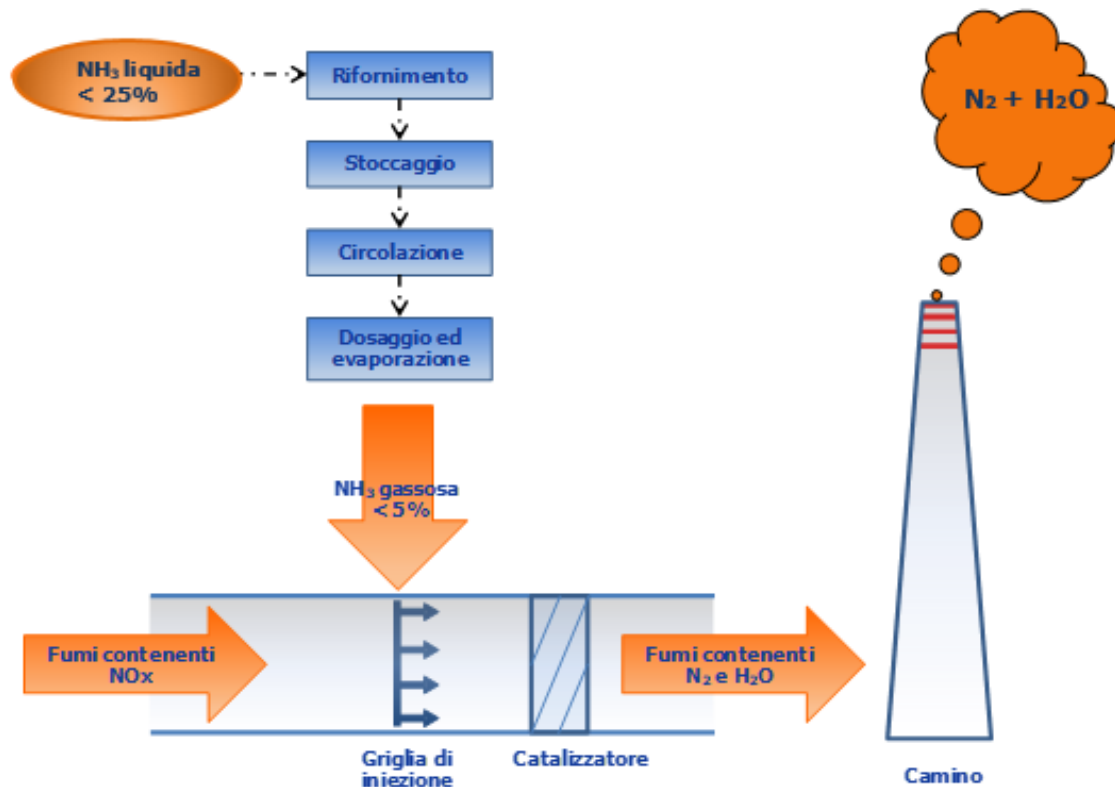 NH₃ liquida
< 25%
Rifornimento
Stoccaggio
Circolazione
Dosaggio ed
evaporazione
NH₃ gassosa
< 5%
Fumi contenenti
NOx
Griglia di
iniezione
Catalizzatore
Fumi contenenti
N₂ e H₂O
Camino
N₂ + H₂O